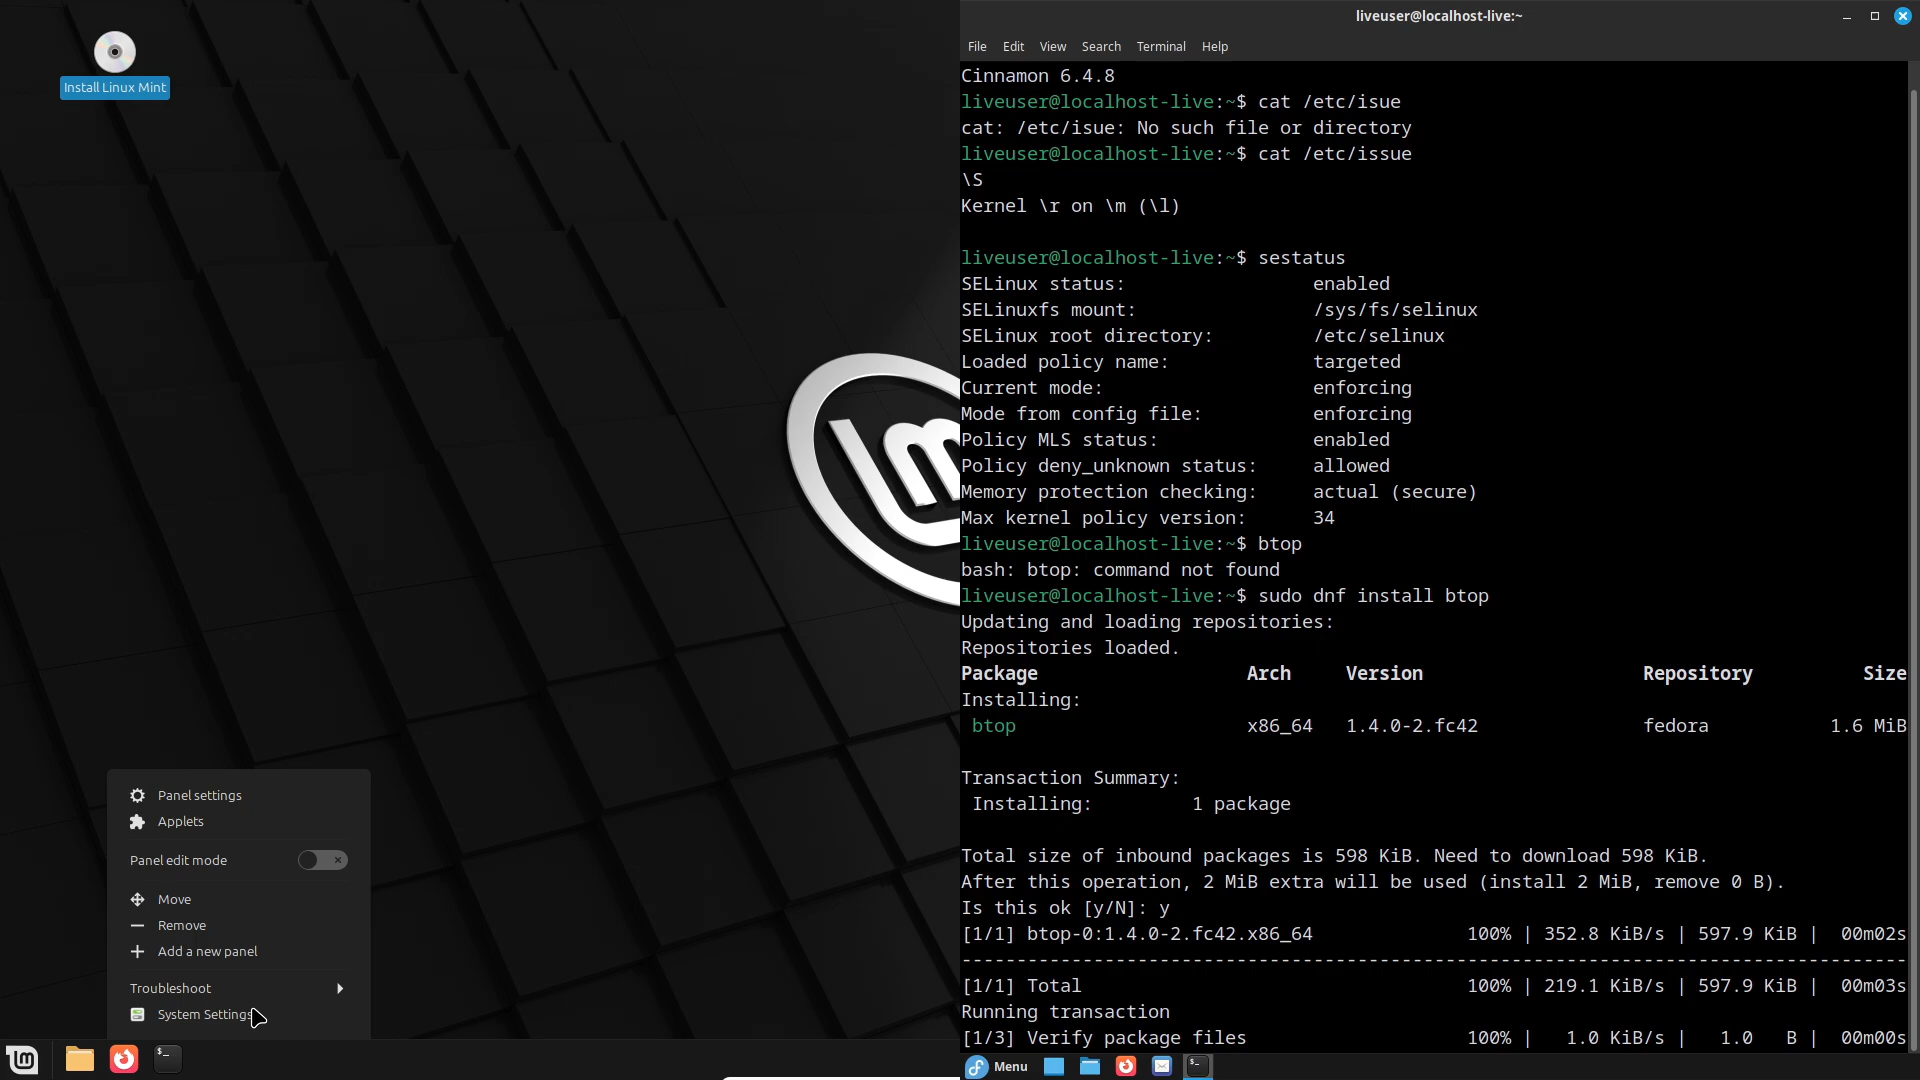 Install Linux Mint
Panel settings
Applets
Panel edit mode
Move
Remove
Add a new panel
Troubleshoot
System Settings
liveuser@localhost-live:~
File Edit View Search Terminal Help
Cinnamon 6.4.8
liveuser@localhost-live:~$ cat /etc/isue
cat: /etc/isue: No such file or directory
liveuser@localhost-live:~$ cat /etc/issue
\S
Kernel \r on \m (\l)
liveuser@localhost-live:~$ sestatus
SELinux status: enabled
SELinuxfs mount: /sys/fs/selinux
SELinux root directory: /etc/selinux
Loaded policy name: targeted
Current mode: enforcing
Mode from config file: enforcing
Policy MLS status: enabled
Policy deny_unknown status: allowed
Memory protection checking: actual (secure)
Max kernel policy version: 34
liveuser@localhost-live:~$ btop
bash: btop: command not found
liveuser@localhost-live:~$ sudo dnf install btop
Updating and loading repositories:
Repositories loaded.
Package Arch Version Repository Size
Installing:
btop x86_64 1.4.0-2.fc42 fedora 1.6 MiB
Transaction Summary:
Installing: 1 package
Total size of inbound packages is 598 KiB. Need to download 598 KiB.
After this operation, 2 MiB extra will be used (install 2 MiB, remove 0 B).
Is this ok [y/N]: y
[1/1] btop-0:1.4.0-2.fc42.x86_64 100% | 352.8 KiB/s | 597.9 KiB | 00m02s
--------------------------------------------------------------------------------------
[1/1] Total 100% | 219.1 KiB/s | 597.9 KiB | 00m03s
Running transaction
[1/3] Verify package files 100% | 1.0 KiB/s | 1.0 B | 00m00s
Menu